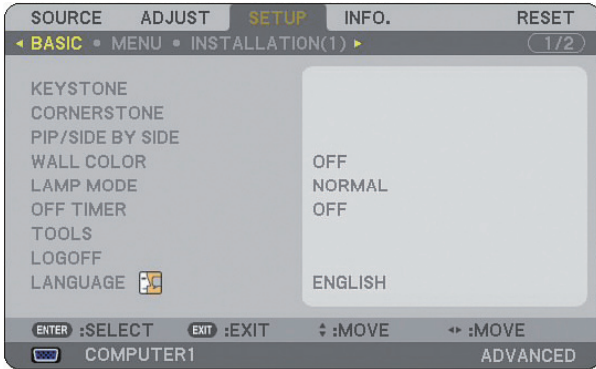 SOURCE ADJUST SETUP INFO. RESET
BASIC • MENU • INSTALLATION(1) 1/2
KEYSTONE
CORNERSTONE
PIP/SIDE BY SIDE
WALL COLOR OFF
LAMP MODE NORMAL
OFF TIMER OFF
TOOLS
LOGOFF
LANGUAGE ENGLISH
ENTER :SELECT EXIT :EXIT :MOVE :MOVE
COMPUTER1 ADVANCED